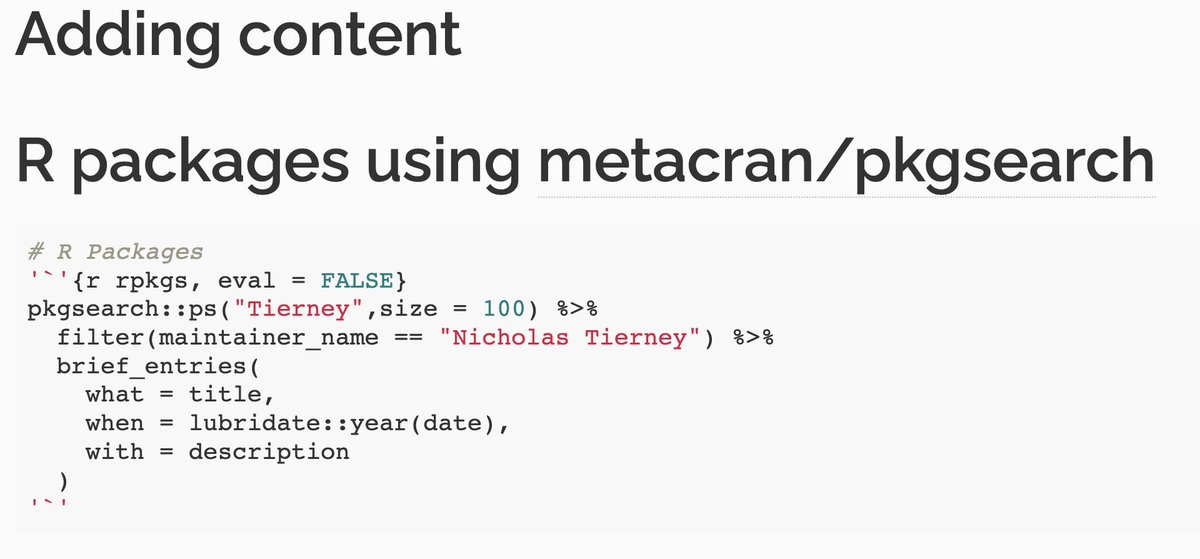 Adding content
R packages using metacran/pkgsearch
# R Packages
'`'{r rpkgs, eval = FALSE}
pkgsearch::ps("Tierney",size = 100) %>%
  filter(maintainer_name == "Nicholas Tierney") %>%
  brief_entries(
    what = title,
    when = lubridate::year(date),
    with = description
  )
'`'